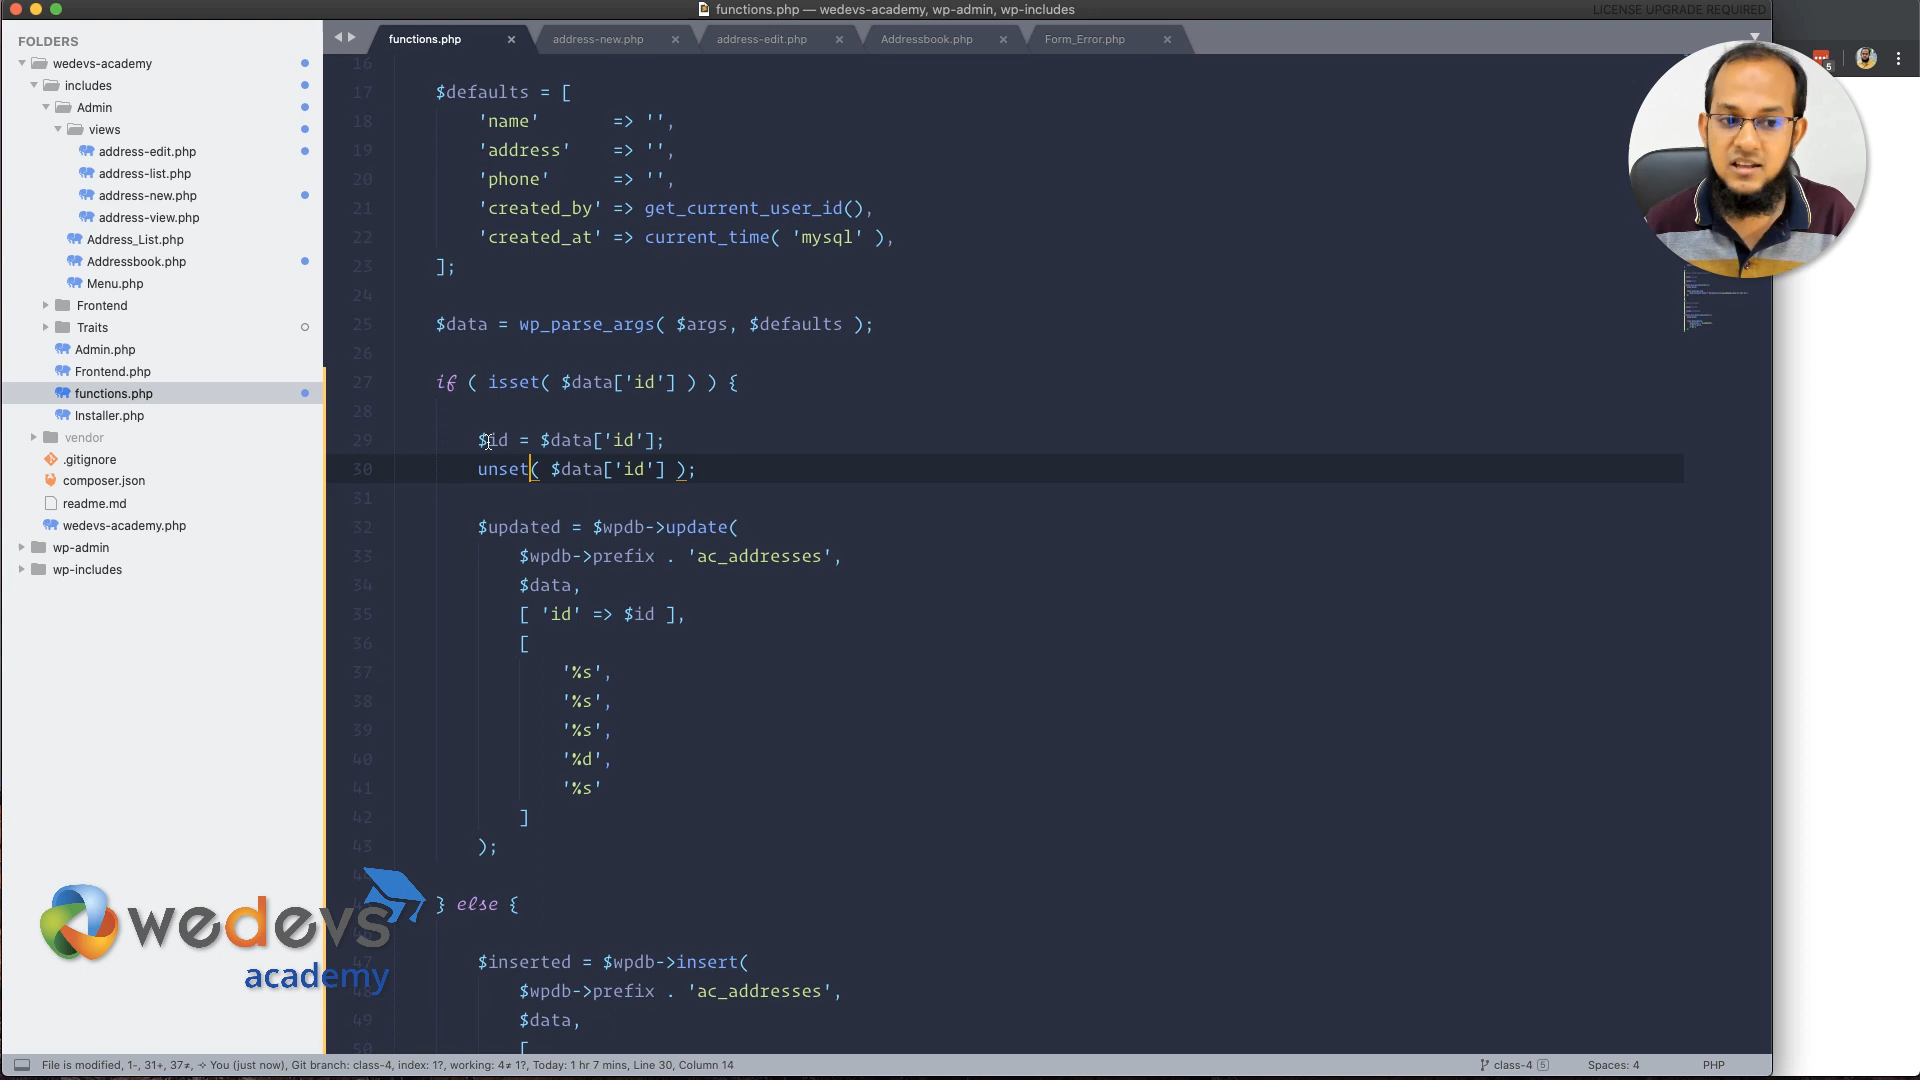 functions.php — wedevs-academy, wp-admin, wp-includes
LICENSE UPGRADE REQUIRED
FOLDERS
wedevs-academy
includes
Admin
views
address-edit.php
address-list.php
address-new.php
address-view.php
Address_List.php
Addressbook.php
Menu.php
Frontend
Traits
Admin.php
Frontend.php
functions.php
Installer.php
vendor
.gitignore
composer.json
readme.md
wedevs-academy.php
wp-admin
wp-includes
functions.php
address-new.php
address-edit.php
Addressbook.php
Form_Error.php
5
16
17 $defaults = [
18 'name' => '',
19 'address' => '',
20 'phone' => '',
21 'created_by' => get_current_user_id(),
22 'created_at' => current_time( 'mysql' ),
23 ];
24
25 $data = wp_parse_args( $args, $defaults );
26
27 if ( isset( $data['id'] ) ) {
28
29 $id = $data['id'];
30 unset( $data['id'] );
31
32 $updated = $wpdb->update(
33 $wpdb->prefix . 'ac_addresses',
34 $data,
35 [ 'id' => $id ],
36 [
37 '%s',
38 '%s',
39 '%s',
40 '%d',
41 '%s'
42 ]
43 );
} else {
47 $inserted = $wpdb->insert(
48 $wpdb->prefix . 'ac_addresses',
49 $data,
50 [
wedevs
academy
File is modified, 1-, 31+, 37≠, ✧ You (just now), Git branch: class-4, index: 1?, working: 4≠ 1?, Today: 1 hr 7 mins, Line 30, Column 14
class-4 5
Spaces: 4
PHP